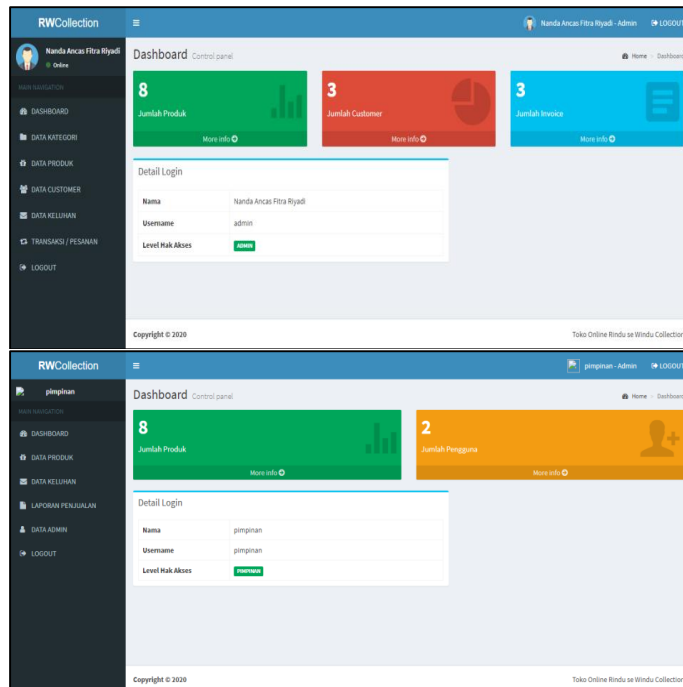 RWCollection
Nanda Ancas Fitra Riyadi - Admin LOGOUT
Nanda Ancas Fitra Riyadi
Online
MAIN NAVIGATION
DASHBOARD
DATA KATEGORI
DATA PRODUK
DATA CUSTOMER
DATA KELUHAN
TRANSAKSI / PESANAN
LOGOUT
Dashboard Control panel
Home > Dashboard
8
Jumlah Produk
More info
3
Jumlah Customer
More info
3
Jumlah Invoice
More info
Detail Login
Nama Nanda Ancas Fitra Riyadi
Username admin
Level Hak Akses ADMIN
Copyright © 2020
Toko Online Rindu se Windu Collection
RWCollection
pimpinan - Admin LOGOUT
pimpinan
MAIN NAVIGATION
DASHBOARD
DATA PRODUK
DATA KELUHAN
LAPORAN PENJUALAN
DATA ADMIN
LOGOUT
Dashboard Control panel
Home > Dashboard
8
Jumlah Produk
More info
2
Jumlah Pengguna
More info
Detail Login
Nama pimpinan
Username pimpinan
Level Hak Akses PIMPINAN
Copyright © 2020
Toko Online Rindu se Windu Collection